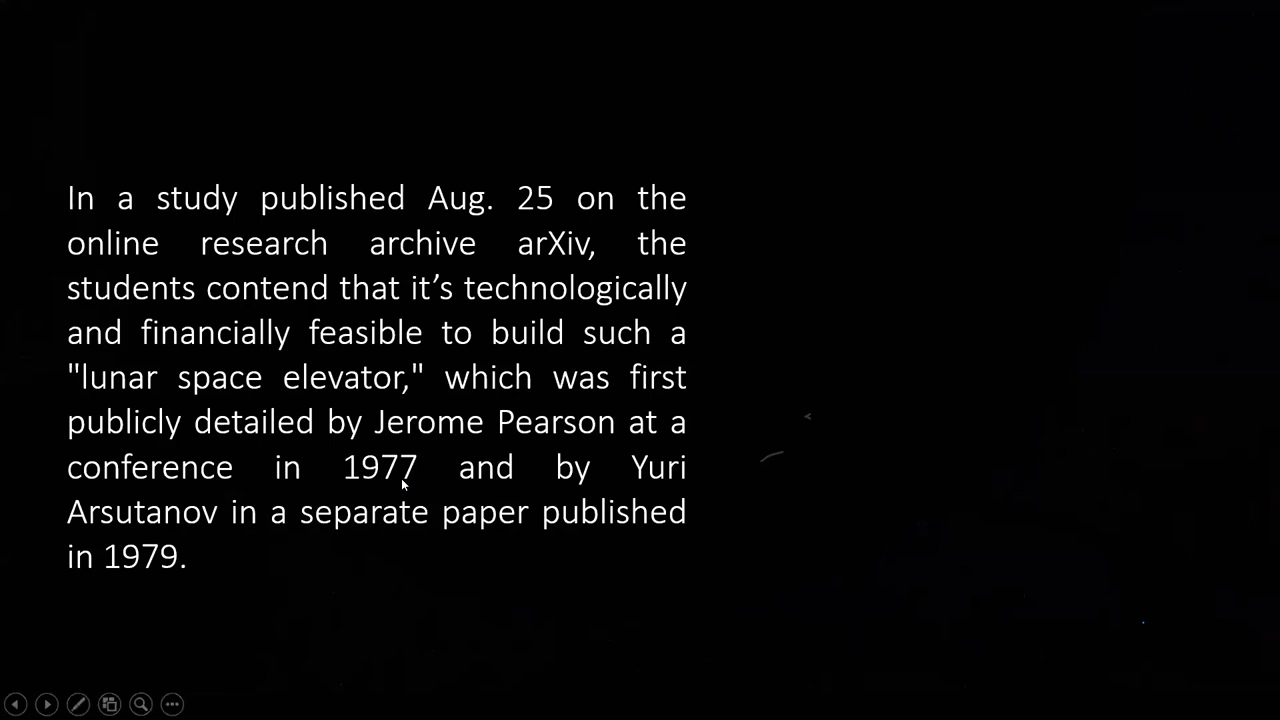 In a study published Aug. 25 on the
online research archive arXiv, the
students contend that it’s technologically
and financially feasible to build such a
"lunar space elevator," which was first
publicly detailed by Jerome Pearson at a
conference in 1977 and by Yuri
Arsutanov in a separate paper published
in 1979.